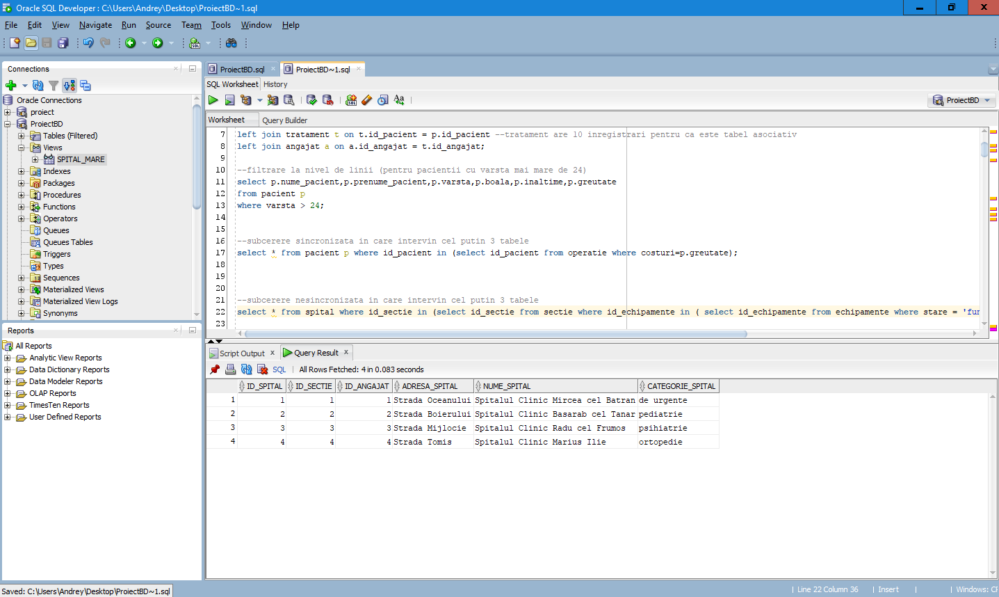 Oracle SQL Developer : C:\Users\Andrey\Desktop\ProiectBD~1.sql
File Edit View Navigate Run Source Team Tools Window Help
Connections
Oracle Connections
proiect
ProiectBD
Tables (Filtered)
Views
SPITAL_MARE
Indexes
Packages
Procedures
Functions
Operators
Queues
Queues Tables
Triggers
Types
Sequences
Materialized Views
Materialized View Logs
Synonyms
Reports
All Reports
Analytic View Reports
Data Dictionary Reports
Data Modeler Reports
OLAP Reports
TimesTen Reports
User Defined Reports
ProiectBD.sql ProiectBD~1.sql
SQL Worksheet History
ProiectBD
Worksheet Query Builder
7 left join tratament t on t.id_pacient = p.id_pacient --tratament are 10 inregistrari pentru ca este tabel asociativ
8 left join angajat a on a.id_angajat = t.id_angajat;
9
10 --filtrare la nivel de linii (pentru pacientii cu varsta mai mare de 24)
11 select p.nume_pacient,p.prenume_pacient,p.varsta,p.boala,p.inaltime,p.greutate
12 from pacient p
13 where varsta > 24;
14
15
16 --subcerere sincronizata in care intervin cel putin 3 tabele
17 select * from pacient p where id_pacient in (select id_pacient from operatie where costuri=p.greutate);
18
19
20
21 --subcerere nesincronizata in care intervin cel putin 3 tabele
22 select * from spital where id_sectie in (select id_sectie from sectie where id_echipamente in ( select id_echipamente from echipamente where stare = 'fur
23
Script Output x Query Result x
SQL | All Rows Fetched: 4 in 0.083 seconds
ID_SPITAL ID_SECTIE ID_ANGAJAT ADRESA_SPITAL NUME_SPITAL CATEGORIE_SPITAL
1 1 1 1 Strada Oceanului Spitalul Clinic Mircea cel Batran de urgente
2 2 2 2 Strada Boierului Spitalul Clinic Basarab cel Tanar pediatrie
3 3 3 3 Strada Mijlocie Spitalul Clinic Radu cel Frumos psihiatrie
4 4 4 4 Strada Tomis Spitalul Clinic Marius Ilie ortopedie
Saved: C:\Users\Andrey\Desktop\ProiectBD~1.sql
| Line 22 Column 36 | Insert | | Windows: CF